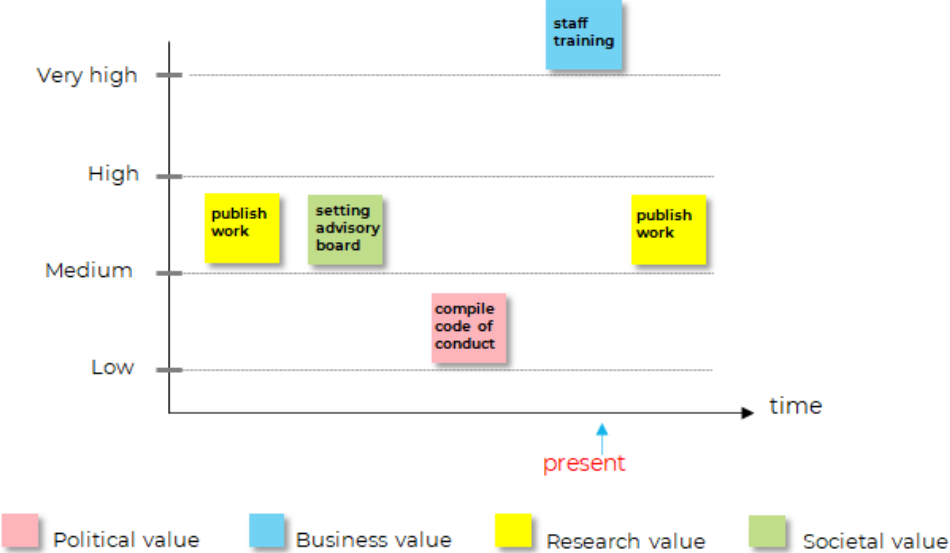 staff
training
Very high
High
publish
work
setting
advisory
board
publish
work
Medium
compile
code of
conduct
Low
time
present
Political value
Business value
Research value
Societal value